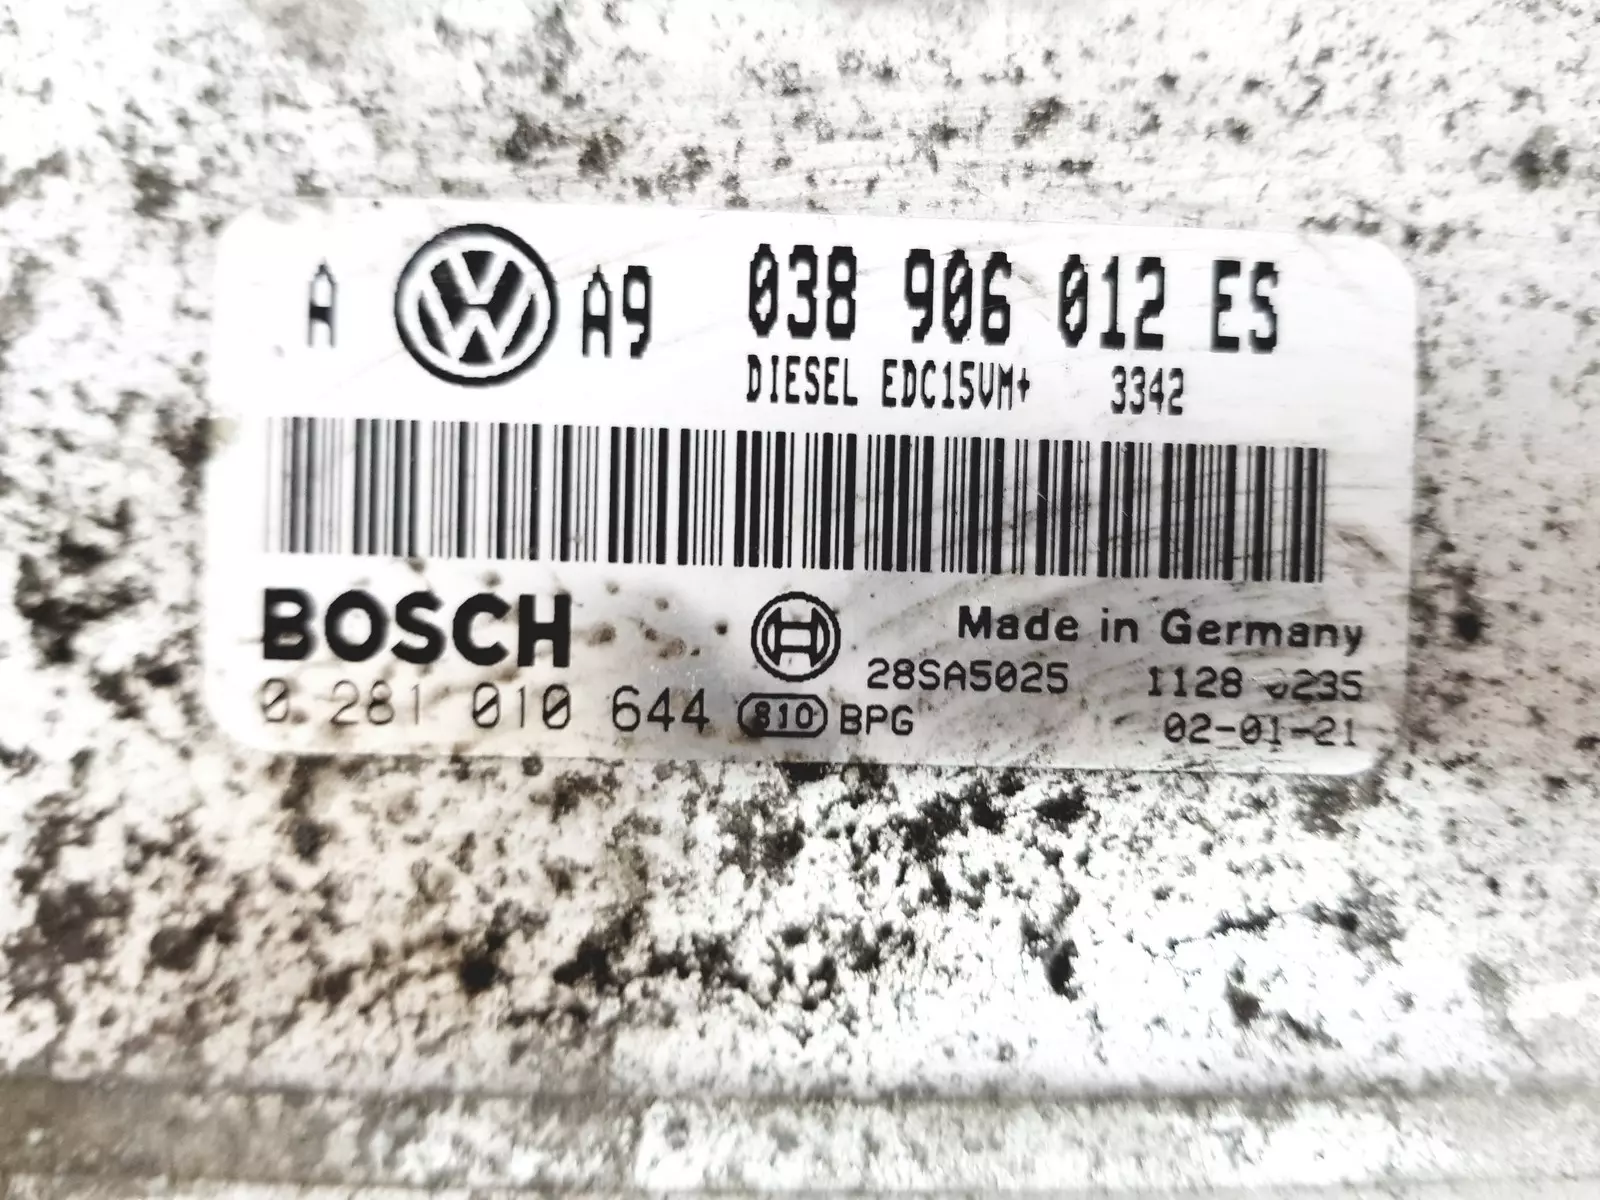 A A9 038 906 012 ES
DIESEL EDC15VM+ 3342
BOSCH
Made in Germany
28SA5025 1128
0 281 010 644 810 BPG 02-01-21